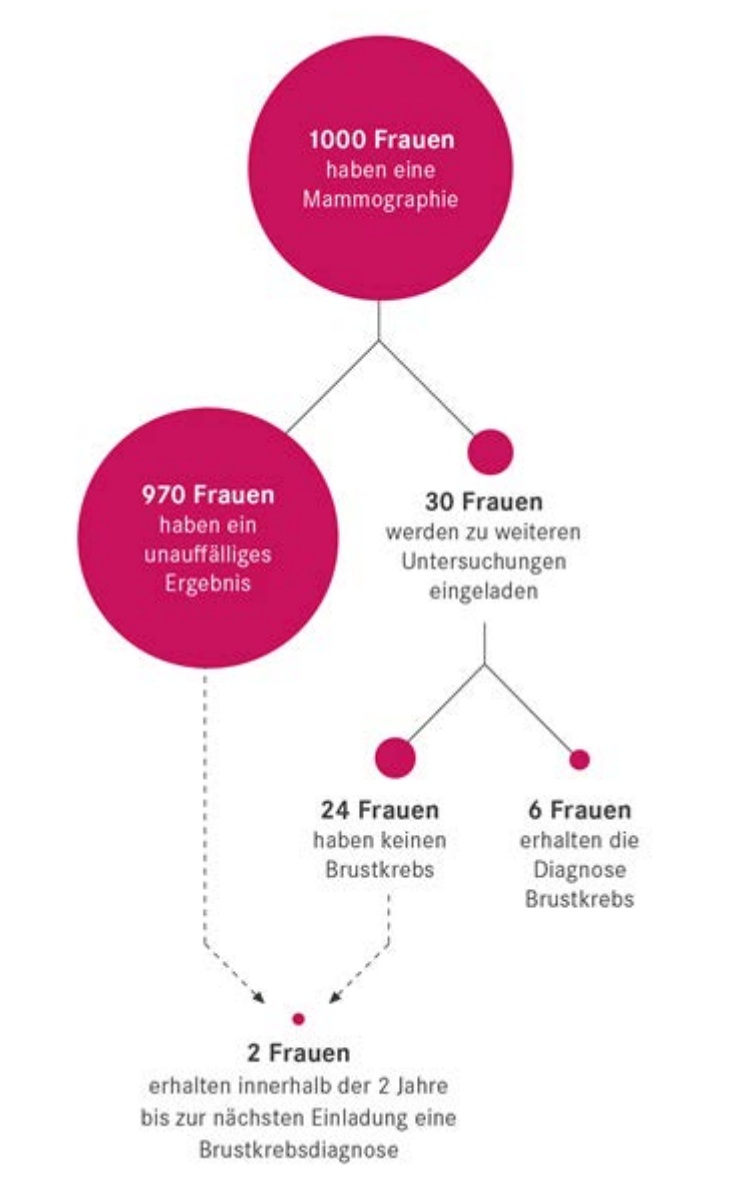 1000 Frauen
haben eine
Mammographie
970 Frauen
haben ein
unauffälliges
Ergebnis
30 Frauen
werden zu weiteren
Untersuchungen
eingeladen
24 Frauen
haben keinen
Brustkrebs
6 Frauen
erhalten die
Diagnose
Brustkrebs
2 Frauen
erhalten innerhalb der 2 Jahre
bis zur nächsten Einladung eine
Brustkrebsdiagnose